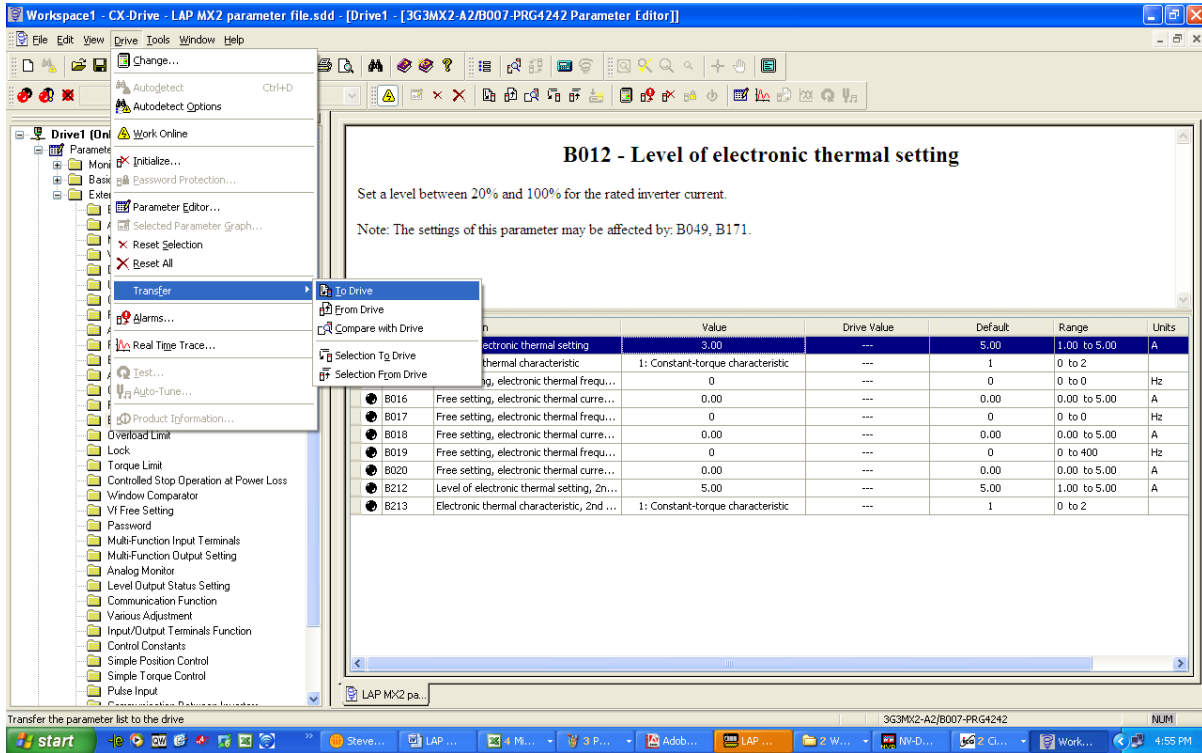 Workspace1 - CX-Drive - LAP MX2 parameter file.sdd - [Drive1 - [3G3MX2-A2/B007-PRG4242 Parameter Editor]]
File Edit View Drive Tools Window Help
Change...
Autodetect Ctrl+D
Autodetect Options
Work Online
Initialize...
Password Protection...
Parameter Editor...
Selected Parameter Graph...
Reset Selection
Reset All
Transfer
Alarms...
Real Time Trace...
Test...
Auto-Tune...
Product Information...
To Drive
From Drive
Compare with Drive
Selection To Drive
Selection From Drive
Drive1 (Onl
Paramete
Moni
Basic
Exter
Overload Limit
Lock
Torque Limit
Controlled Stop Operation at Power Loss
Window Comparator
Vf Free Setting
Password
Multi-Function Input Terminals
Multi-Function Output Setting
Analog Monitor
Level Output Status Setting
Communication Function
Various Adjustment
Input/Output Terminals Function
Control Constants
Simple Position Control
Simple Torque Control
Pulse Input
B012 - Level of electronic thermal setting
Set a level between 20% and 100% for the rated inverter current.
Note: The settings of this parameter may be affected by: B049, B171.
n Value Drive Value Default Range Units
ectronic thermal setting 3.00 --- 5.00 1.00 to 5.00 A
thermal characteristic 1: Constant-torque characteristic --- 1 0 to 2
ng, electronic thermal frequ... 0 --- 0 0 to 0 Hz
B016 Free setting, electronic thermal curre... 0.00 --- 0.00 0.00 to 5.00 A
B017 Free setting, electronic thermal frequ... 0 --- 0 0 to 0 Hz
B018 Free setting, electronic thermal curre... 0.00 --- 0.00 0.00 to 5.00 A
B019 Free setting, electronic thermal frequ... 0 --- 0 0 to 400 Hz
B020 Free setting, electronic thermal curre... 0.00 --- 0.00 0.00 to 5.00 A
B212 Level of electronic thermal setting, 2n... 5.00 --- 5.00 1.00 to 5.00 A
B213 Electronic thermal characteristic, 2nd ... 1: Constant-torque characteristic --- 1 0 to 2
LAP MX2 pa...
Transfer the parameter list to the drive 3G3MX2-A2/B007-PRG4242 NUM
start Steve... LAP ... 4 Mi... 3 P... Adob... LAP ... 2 W... NV-D... 2 Ci... Work... 4:55 PM